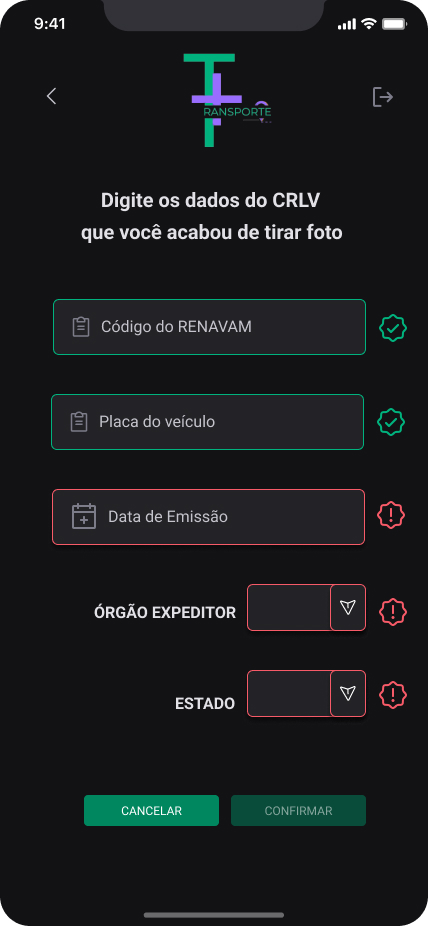 9:41
RANSPORTE
Digite os dados do CRLV
que você acabou de tirar foto
Código do RENAVAM
Placa do veículo
Data de Emissão
ÓRGÃO EXPEDITOR
ESTADO
CANCELAR CONFIRMAR